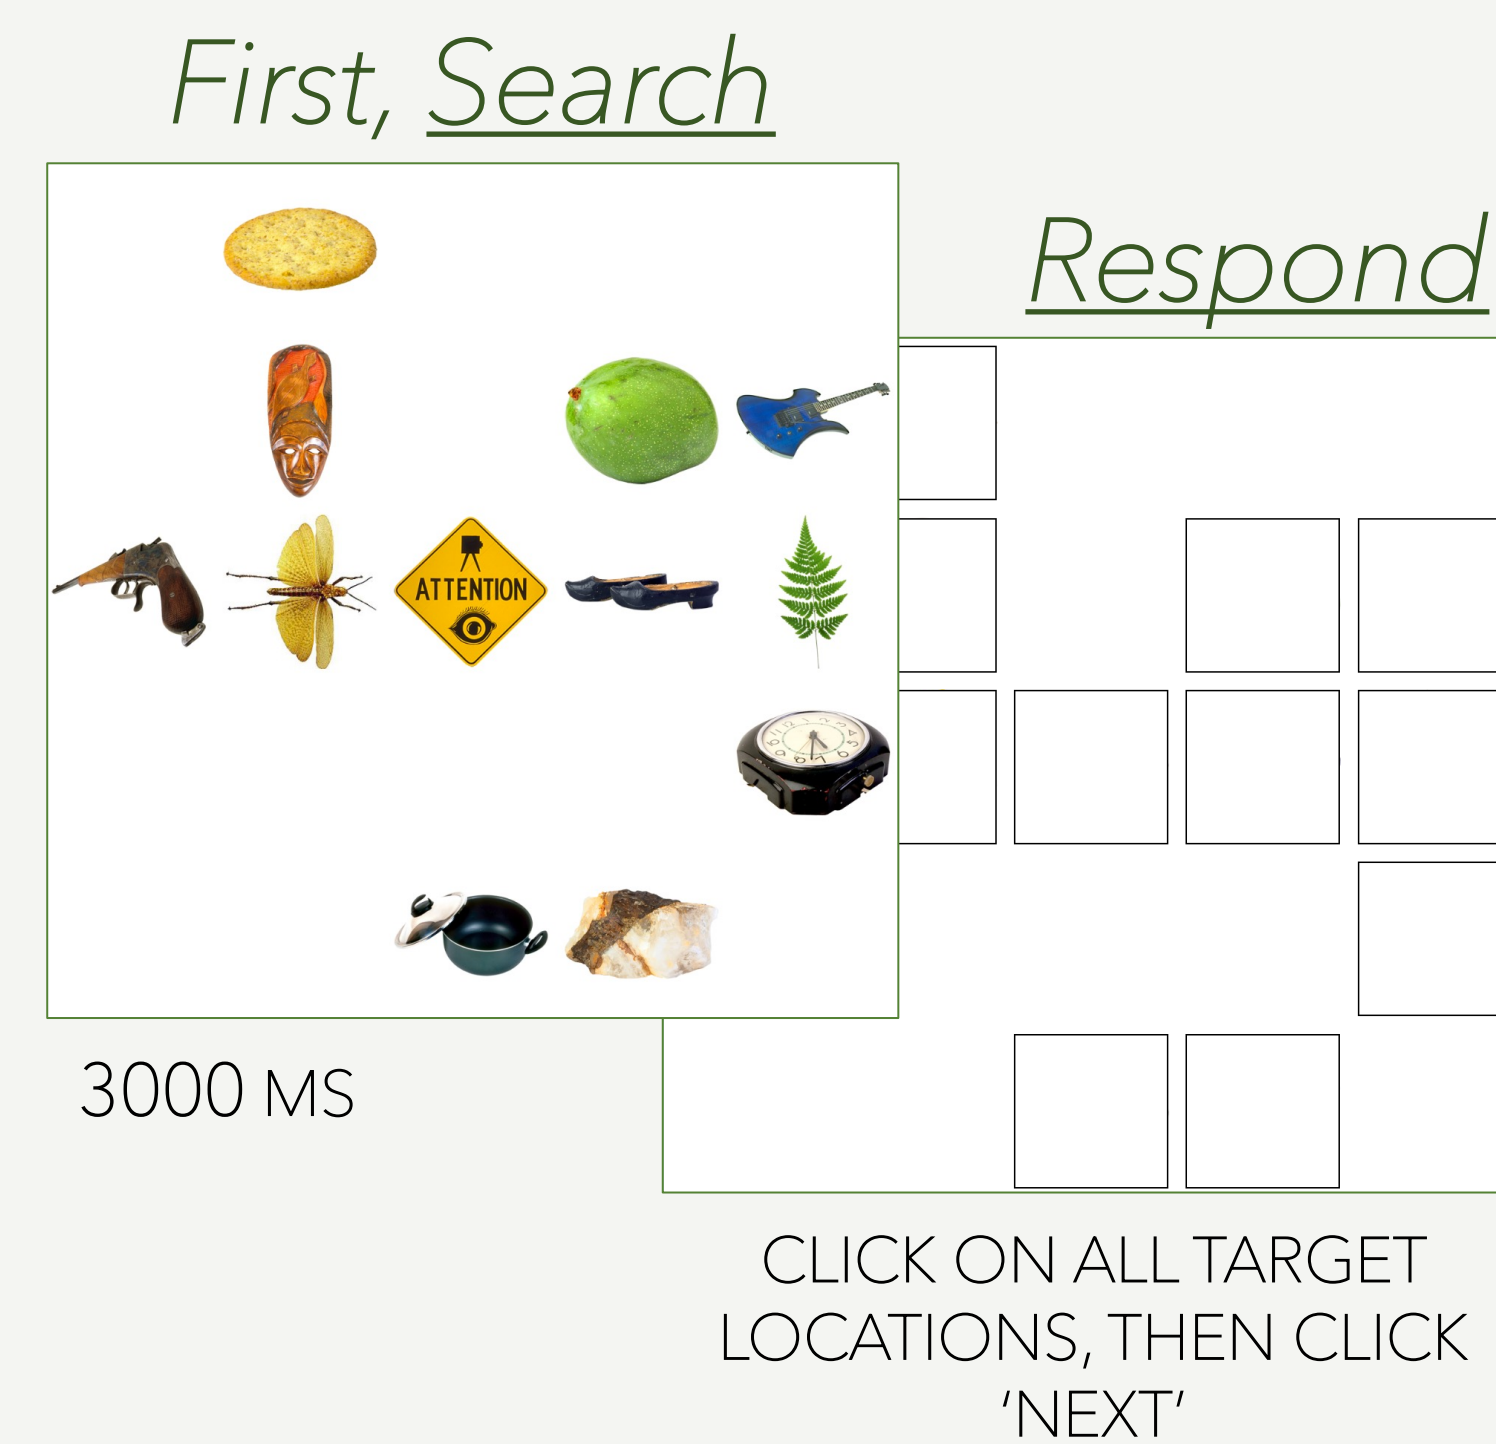 First, Search
Respond
ATTENTION
3000 MS
CLICK ON ALL TARGET
LOCATIONS, THEN CLICK
‘NEXT’